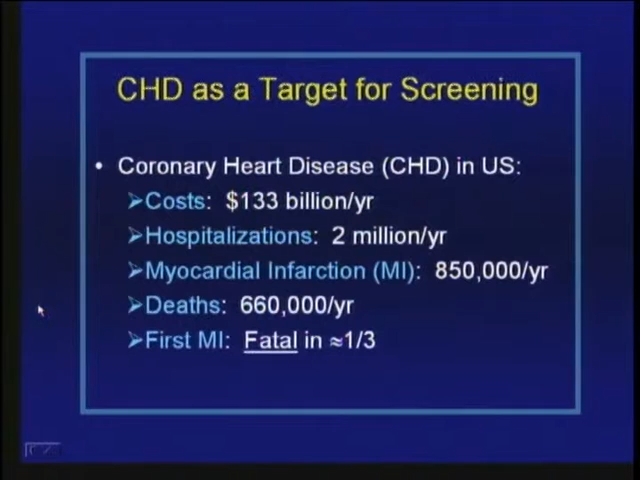 CHD as a Target for Screening
• Coronary Heart Disease (CHD) in US:
➢Costs: $133 billion/yr
➢Hospitalizations: 2 million/yr
➢Myocardial Infarction (MI): 850,000/yr
➢Deaths: 660,000/yr
➢First MI: Fatal in ≈1/3